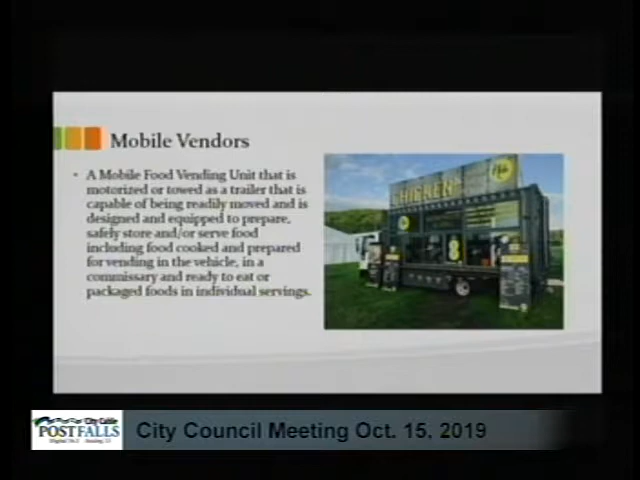 Mobile Vendors
• A Mobile Food Vending Unit that is
motorized or towed as a trailer that is
capable of being readily moved and is
designed and equipped to prepare,
safely store and/or serve food
including food cooked and prepared
for vending in the vehicle, in a
commissary and ready to eat or
packaged foods in individual servings.
CHICKEN
City Cable
POST FALLS
City Council Meeting Oct. 15, 2019